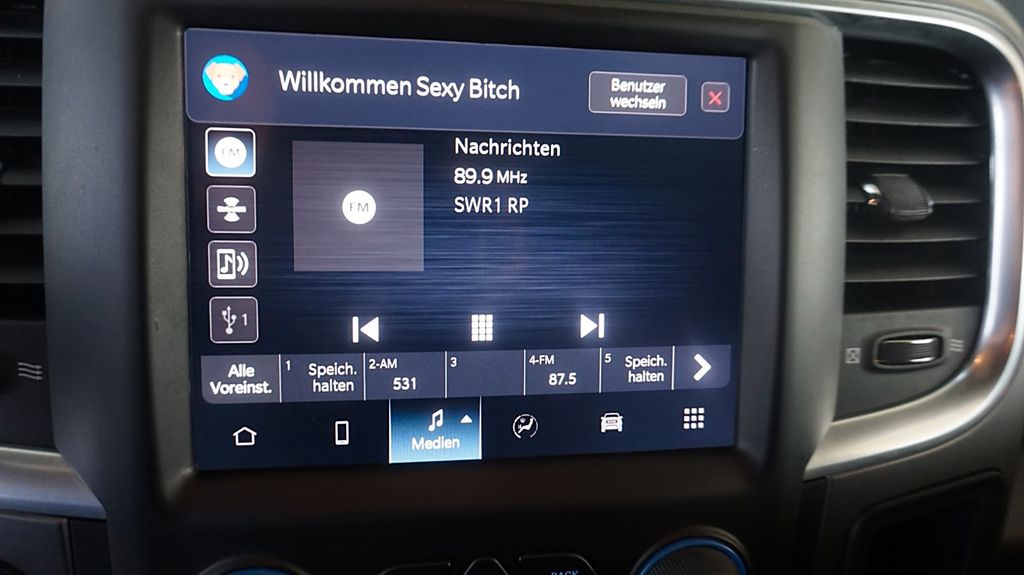 Willkommen Sexy Bitch
Benutzer
wechseln
FM
Nachrichten
89.9 MHz
SWR1 RP
FM
1
Alle
Voreinst.
1
Speich.
halten
2-AM
531
3
4-FM
87.5
5
Speich.
halten
Medien
BACK